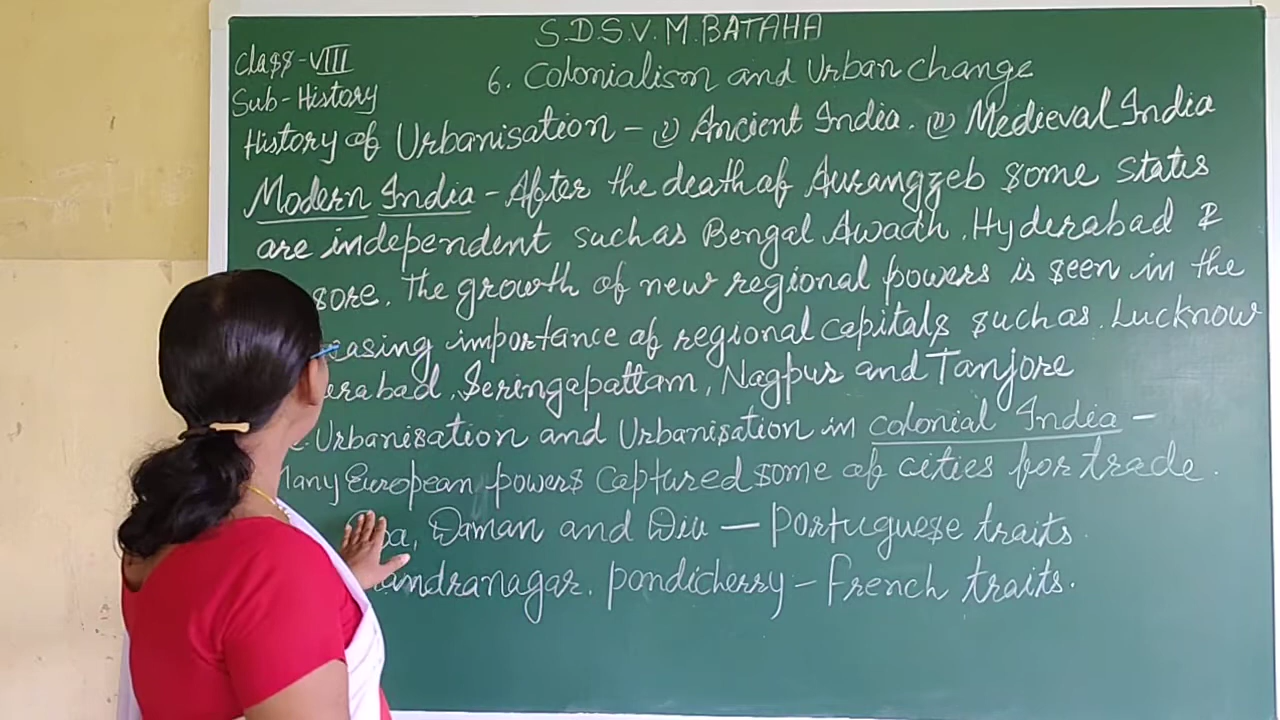 S.D.S.V.M.BATAHA
Class-VIII
Sub-History
6. Colonialism and Urban change
History of Urbanisation - i) Ancient India. ii) Medieval India
Modern India - After the death of Aurangzeb some states
are independent such as Bengal Awadh, Hyderabad &
sore. The growth of new regional powers is seen in the
easing importance of regional capitals such as. Lucknow
erabad, Seringapattam, Nagpur and Tanjore
-Urbanisation and Urbanisation in colonial India -
Many European powers captured some of cities for trade.
oa, Daman and Diu - Portuguese traits.
andranagar. pondicherry - French traits.